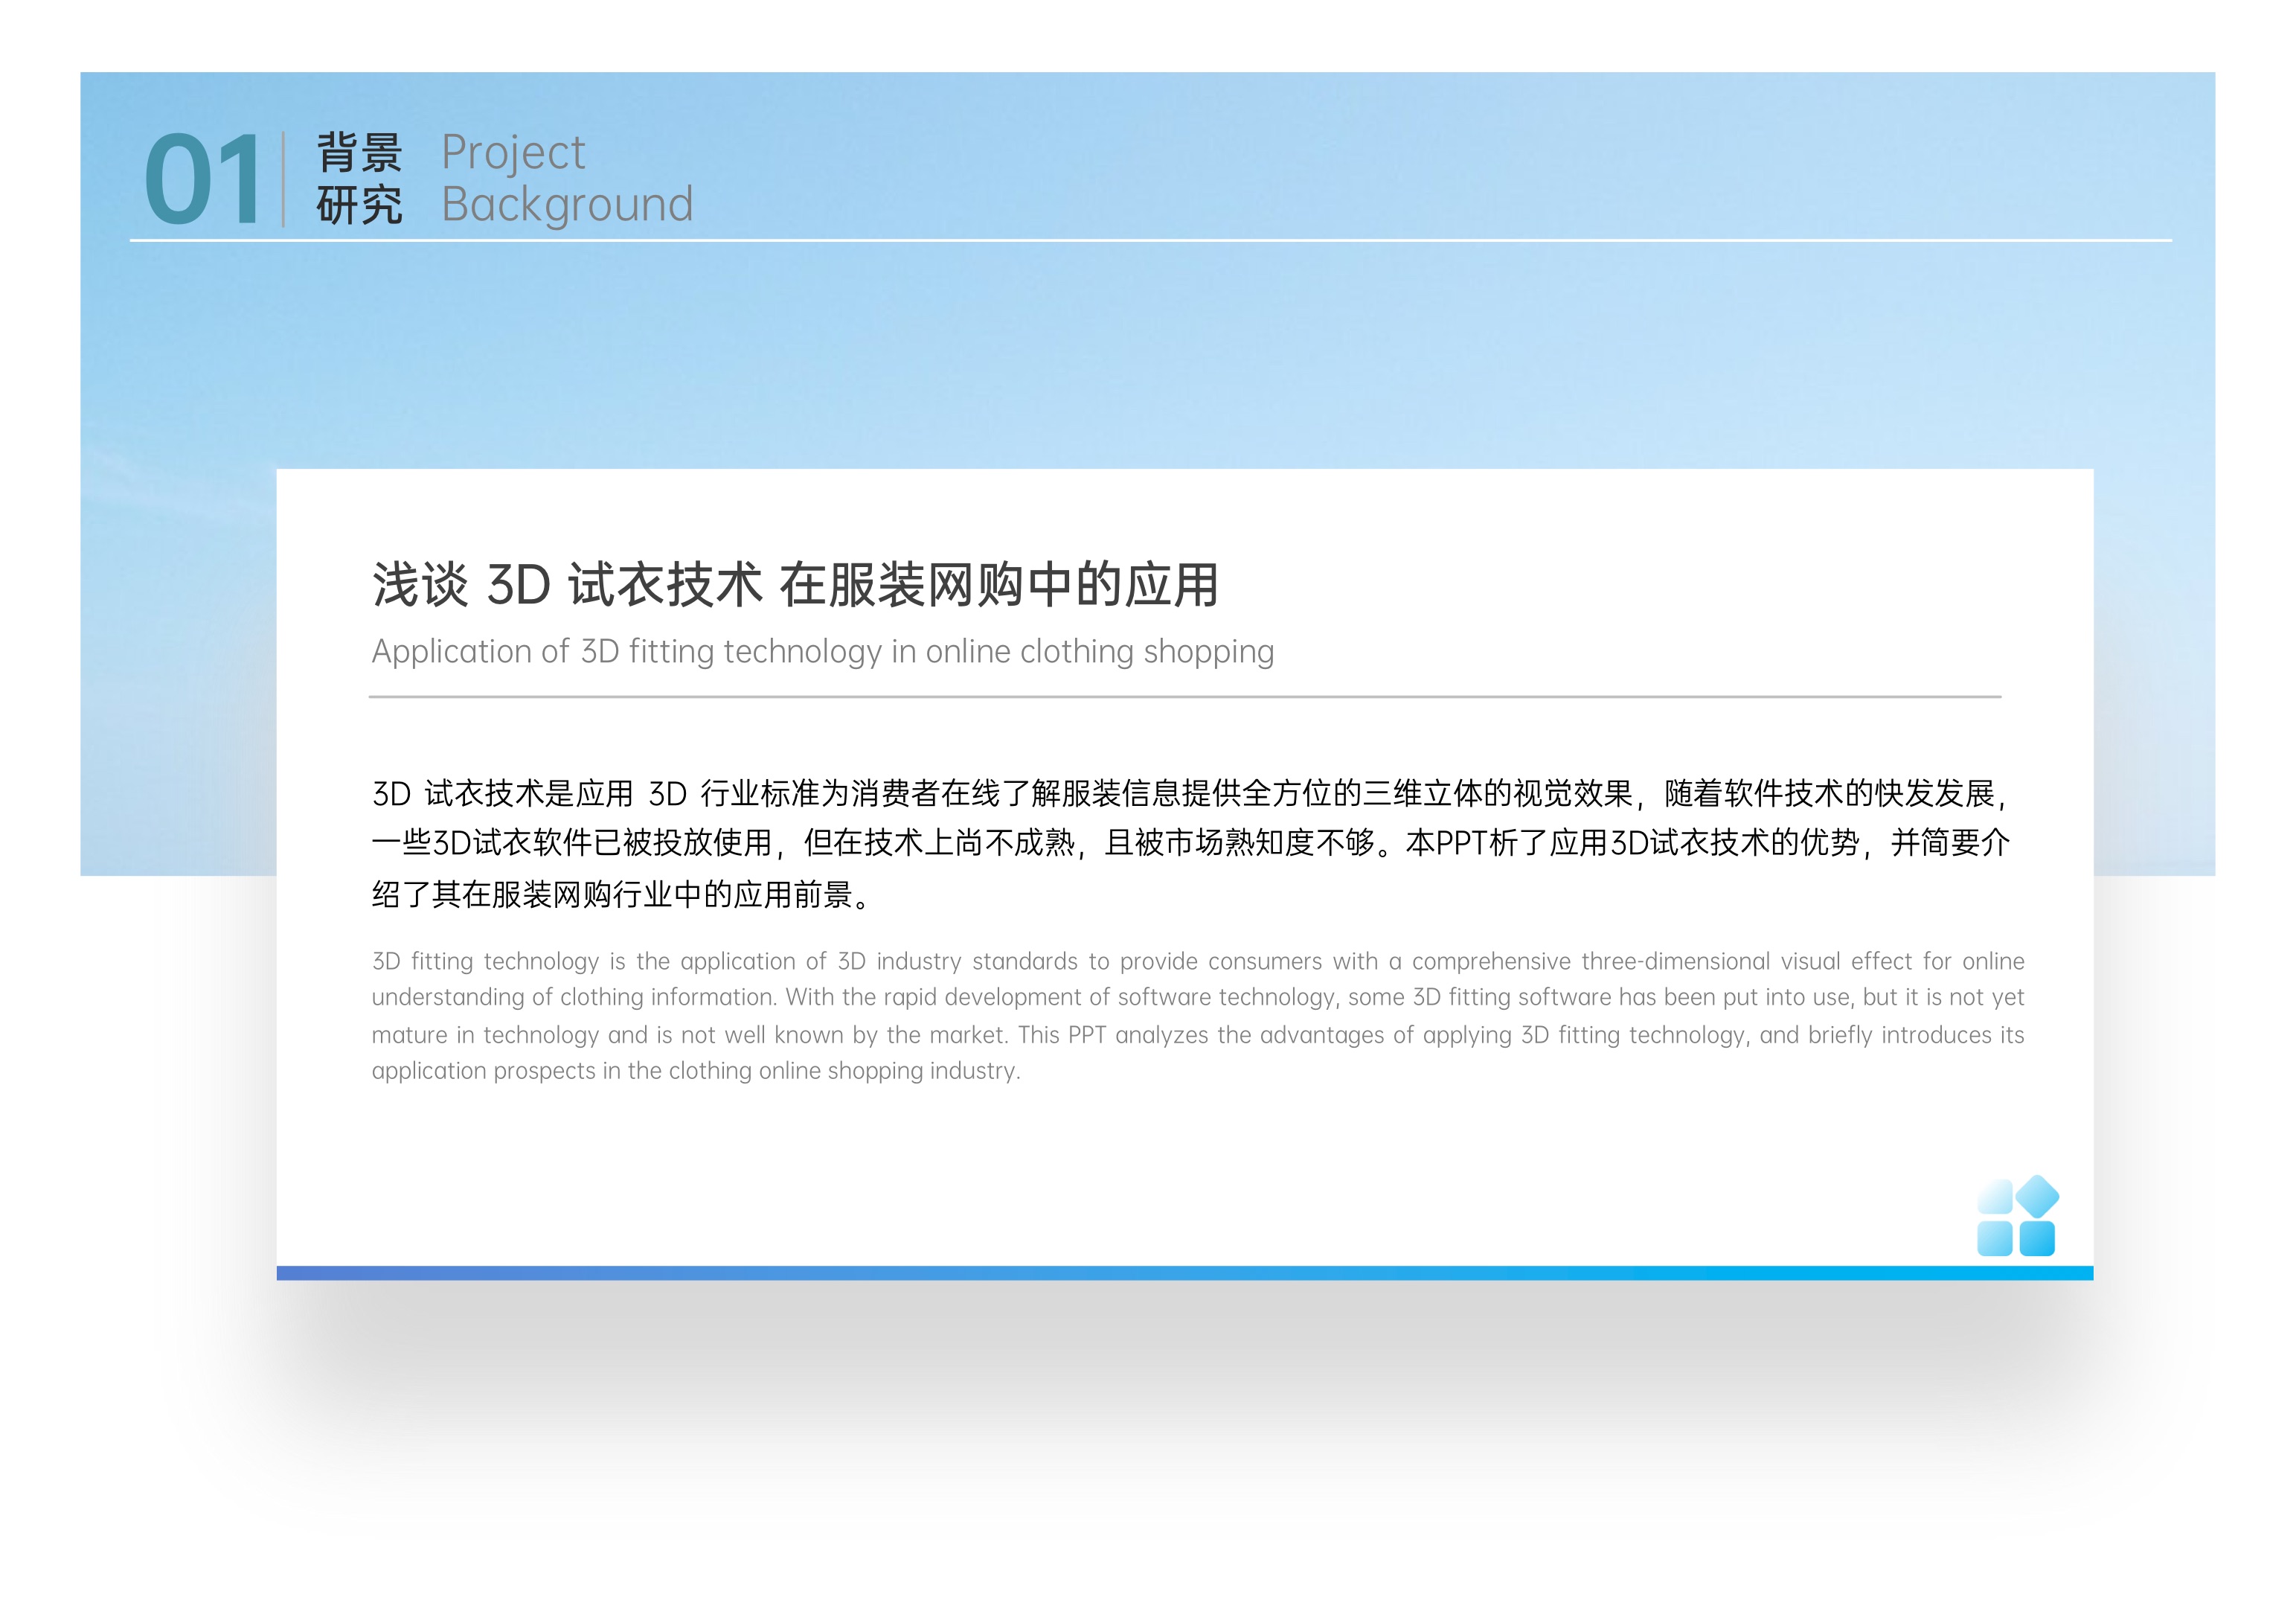 01
背景 Project
研究 Background
浅谈 3D 试衣技术 在服装网购中的应用
Application of 3D fitting technology in online clothing shopping
3D 试衣技术是应用 3D 行业标准为消费者在线了解服装信息提供全方位的三维立体的视觉效果，随着软件技术的快发发展，
一些3D试衣软件已被投放使用，但在技术上尚不成熟，且被市场熟知度不够。本PPT析了应用3D试衣技术的优势，并简要介
绍了其在服装网购行业中的应用前景。
3D fitting technology is the application of 3D industry standards to provide consumers with a comprehensive three-dimensional visual effect for online
understanding of clothing information. With the rapid development of software technology, some 3D fitting software has been put into use, but it is not yet
mature in technology and is not well known by the market. This PPT analyzes the advantages of applying 3D fitting technology, and briefly introduces its
application prospects in the clothing online shopping industry.